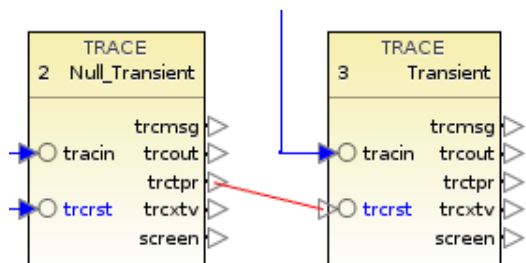 TRACE
2 Null_Transient
trcmsg
tracin trcout
trctpr
trcrst trcxtv
screen
TRACE
3 Transient
trcmsg
tracin trcout
trctpr
trcrst trcxtv
screen